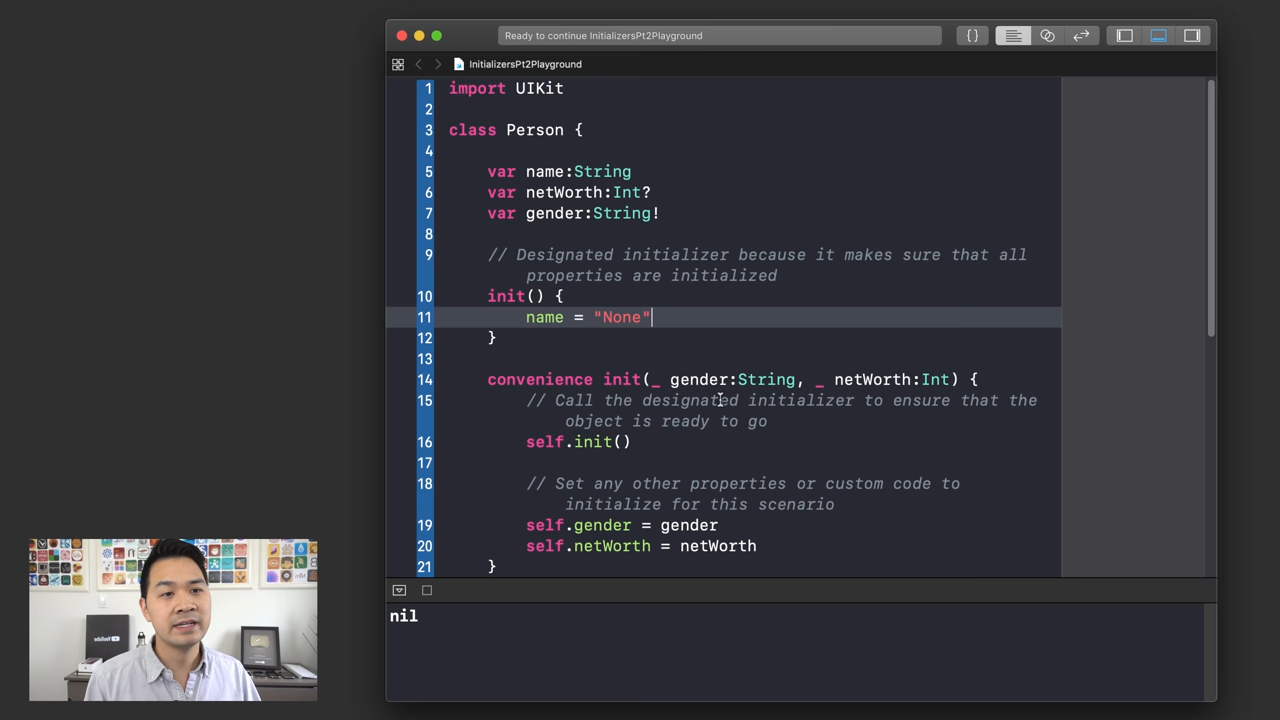 Ready to continue InitializersPt2Playground
InitializersPt2Playground
1 import UIKit
2
3 class Person {
4
5 var name:String
6 var netWorth:Int?
7 var gender:String!
8
9 // Designated initializer because it makes sure that all
properties are initialized
10 init() {
11 name = "None"
12 }
13
14 convenience init(_ gender:String, _ netWorth:Int) {
15 // Call the designated initializer to ensure that the
object is ready to go
16 self.init()
17
18 // Set any other properties or custom code to
initialize for this scenario
19 self.gender = gender
20 self.netWorth = netWorth
21 }
nil
YouTube